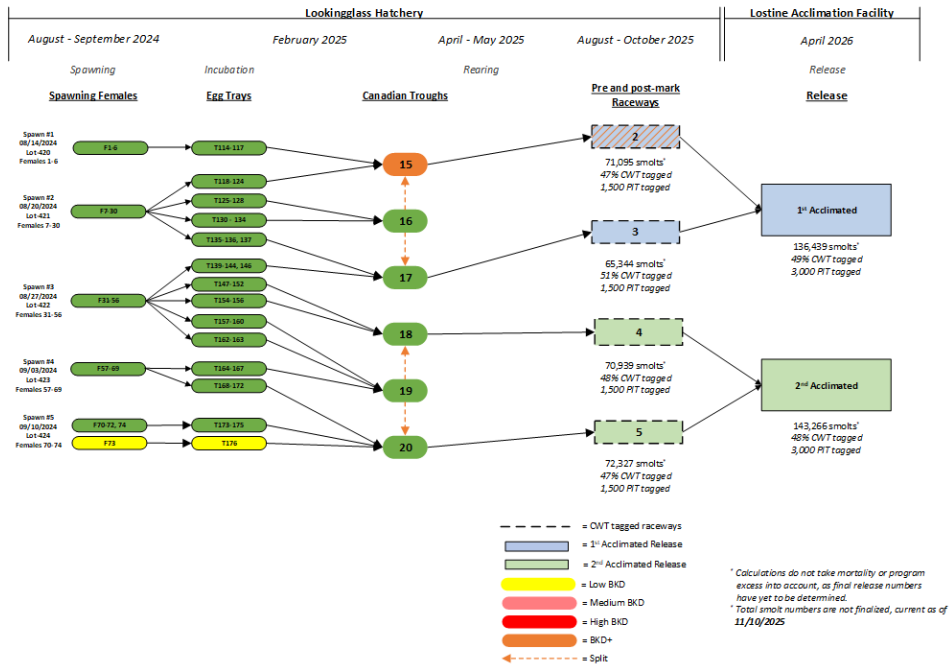 Lookingglass Hatchery
Lostine Acclimation Facility
August - September 2024
February 2025
April - May 2025
August - October 2025
April 2026
Spawning
Incubation
Rearing
Release
Spawning Females
Egg Trays
Canadian Troughs
Pre and post-mark
Raceways
Release
Spawn #1
08/14/2024
Lot-420
Females 1-6
F1-6
T114-117
15
2
71,095 smolts*
47% CWT tagged
1,500 PIT tagged
Spawn #2
08/20/2024
Lot-421
Females 7-30
F7-30
T118-124
T125-128
T130 - 134
T135-136, 137
16
3
65,344 smolts*
51% CWT tagged
1,500 PIT tagged
1st Acclimated
136,439 smolts*
49% CWT tagged
3,000 PIT tagged
Spawn #3
08/27/2024
Lot-422
Females 31-56
F31-56
T139-144, 146
T147-152
T154-156
T157-160
T162-163
17
18
4
70,939 smolts*
48% CWT tagged
1,500 PIT tagged
Spawn #4
09/03/2024
Lot-423
Females 57-69
F57-69
T164-167
T168-172
19
2nd Acclimated
143,266 smolts*
48% CWT tagged
3,000 PIT tagged
Spawn #5
09/10/2024
Lot-424
Females 70-74
F70-72, 74
F73
T173-175
T176
20
5
72,327 smolts*
47% CWT tagged
1,500 PIT tagged
= CWT tagged raceways
= 1st Acclimated Release
= 2nd Acclimated Release
= Low BKD
= Medium BKD
= High BKD
= BKD+
= Split
* Calculations do not take mortality or program
excess into account, as final release numbers
have yet to be determined.
* Total smolt numbers are not finalized, current as of
11/10/2025